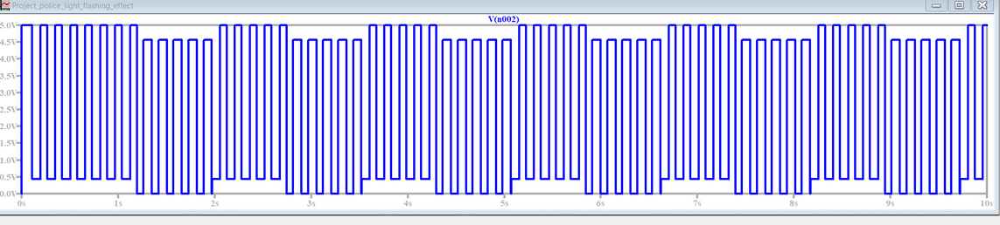 Project_police_light_flashing_effect
V(n002)
5.0V
4.5V
4.0V
3.5V
3.0V
2.5V
2.0V
1.5V
1.0V
0.5V
0.0V
0s 1s 2s 3s 4s 5s 6s 7s 8s 9s 10s